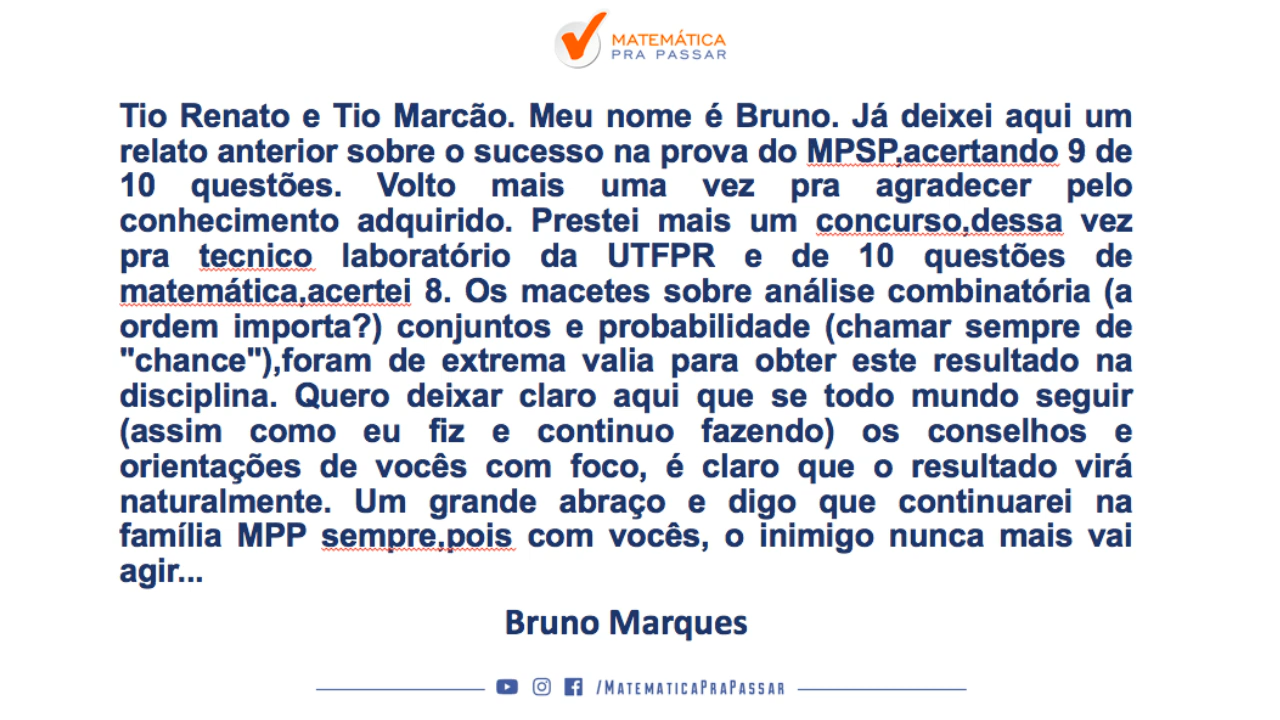 MATEMÁTICA
PRA PASSAR
Tio Renato e Tio Marcão. Meu nome é Bruno. Já deixei aqui um
relato anterior sobre o sucesso na prova do MPSP,acertando 9 de
10 questões. Volto mais uma vez pra agradecer pelo
conhecimento adquirido. Prestei mais um concurso,dessa vez
pra tecnico laboratório da UTFPR e de 10 questões de
matemática,acertei 8. Os macetes sobre análise combinatória (a
ordem importa?) conjuntos e probabilidade (chamar sempre de
"chance"),foram de extrema valia para obter este resultado na
disciplina. Quero deixar claro aqui que se todo mundo seguir
(assim como eu fiz e continuo fazendo) os conselhos e
orientações de vocês com foco, é claro que o resultado virá
naturalmente. Um grande abraço e digo que continuarei na
família MPP sempre,pois com vocês, o inimigo nunca mais vai
agir...
Bruno Marques
/MATEMATICAPRAPASSAR